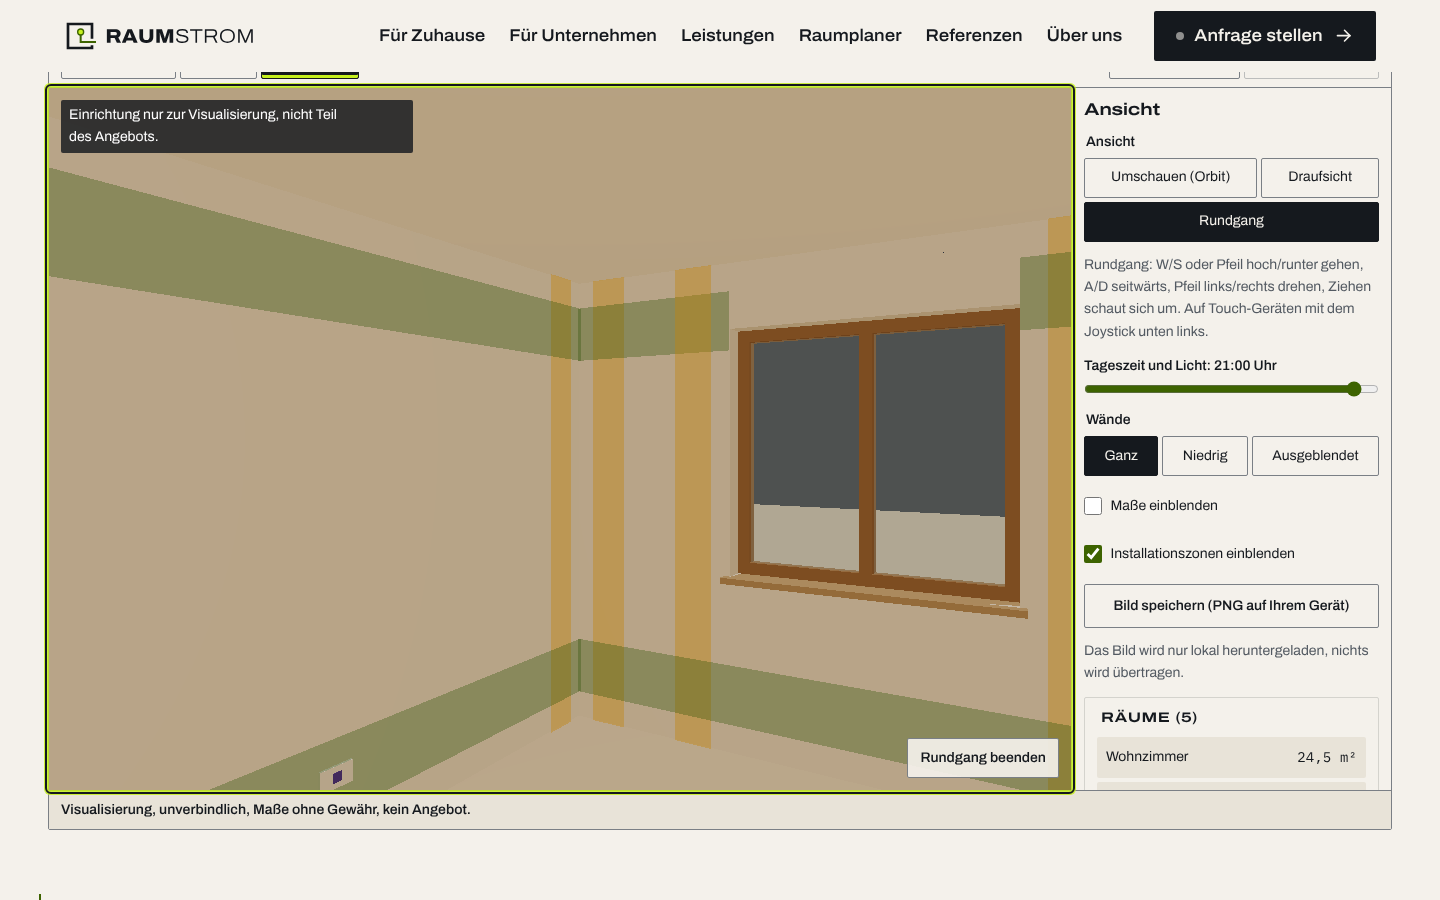 RAUMSTROM
Für Zuhause
Für Unternehmen
Leistungen
Raumplaner
Referenzen
Über uns
Anfrage stellen
Einrichtung nur zur Visualisierung, nicht Teil
des Angebots.
Rundgang beenden
Visualisierung, unverbindlich, Maße ohne Gewähr, kein Angebot.
Ansicht
Ansicht
Umschauen (Orbit)
Draufsicht
Rundgang
Rundgang: W/S oder Pfeil hoch/runter gehen,
A/D seitwärts, Pfeil links/rechts drehen, Ziehen
schaut sich um. Auf Touch-Geräten mit dem
Joystick unten links.
Tageszeit und Licht: 21:00 Uhr
Wände
Ganz
Niedrig
Ausgeblendet
Maße einblenden
Installationszonen einblenden
Bild speichern (PNG auf Ihrem Gerät)
Das Bild wird nur lokal heruntergeladen, nichts
wird übertragen.
RÄUME (5)
Wohnzimmer 24,5 m²